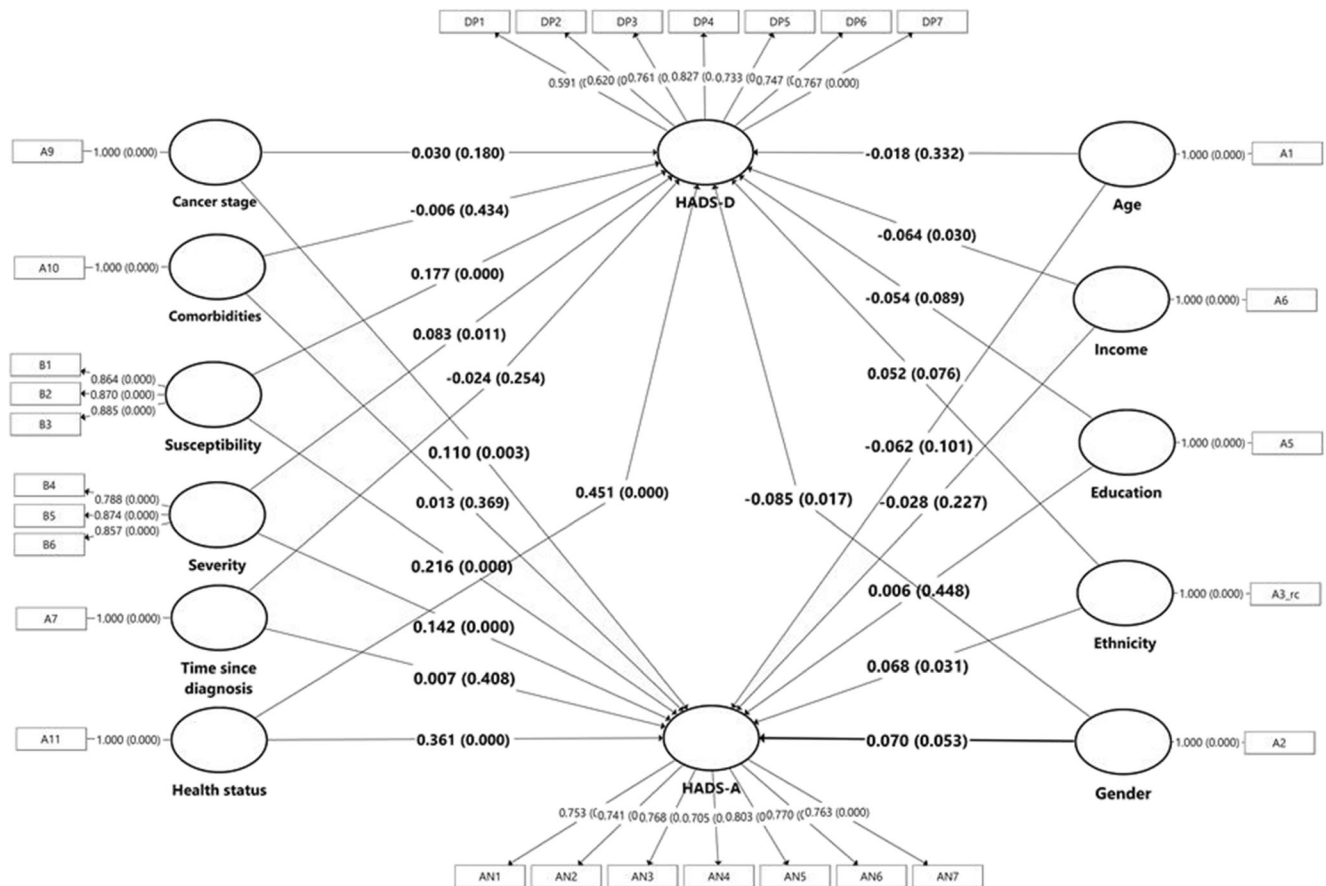 DP1 DP2 DP3 DP4 DP5 DP6 DP7
0.591 0.620 0.761 0.827 0.733 0.747 0.767 (0.000)
A9 1.000 (0.000)
0.030 (0.180)
-0.018 (0.332)
1.000 (0.000) A1
Cancer stage
HADS-D
Age
-0.006 (0.434)
-0.064 (0.030)
A10 1.000 (0.000)
0.177 (0.000)
-0.054 (0.089)
1.000 (0.000) A6
Comorbidities
0.083 (0.011)
Income
B1 0.864 (0.000)
B2 0.870 (0.000)
B3 0.885 (0.000)
-0.024 (0.254)
0.052 (0.076)
Susceptibility
0.110 (0.003)
-0.062 (0.101)
1.000 (0.000) A5
B4 0.788 (0.000)
B5 0.874 (0.000)
B6 0.857 (0.000)
0.013 (0.369)
0.451 (0.000)
-0.085 (0.017)
-0.028 (0.227)
Education
Severity
0.216 (0.000)
0.006 (0.448)
1.000 (0.000) A3_rc
A7 1.000 (0.000)
0.142 (0.000)
Ethnicity
Time since
diagnosis
0.007 (0.408)
0.068 (0.031)
A11 1.000 (0.000)
0.361 (0.000)
0.070 (0.053)
1.000 (0.000) A2
Health status
HADS-A
Gender
0.753 0.741 0.768 0.705 0.803 0.770 0.763 (0.000)
AN1 AN2 AN3 AN4 AN5 AN6 AN7